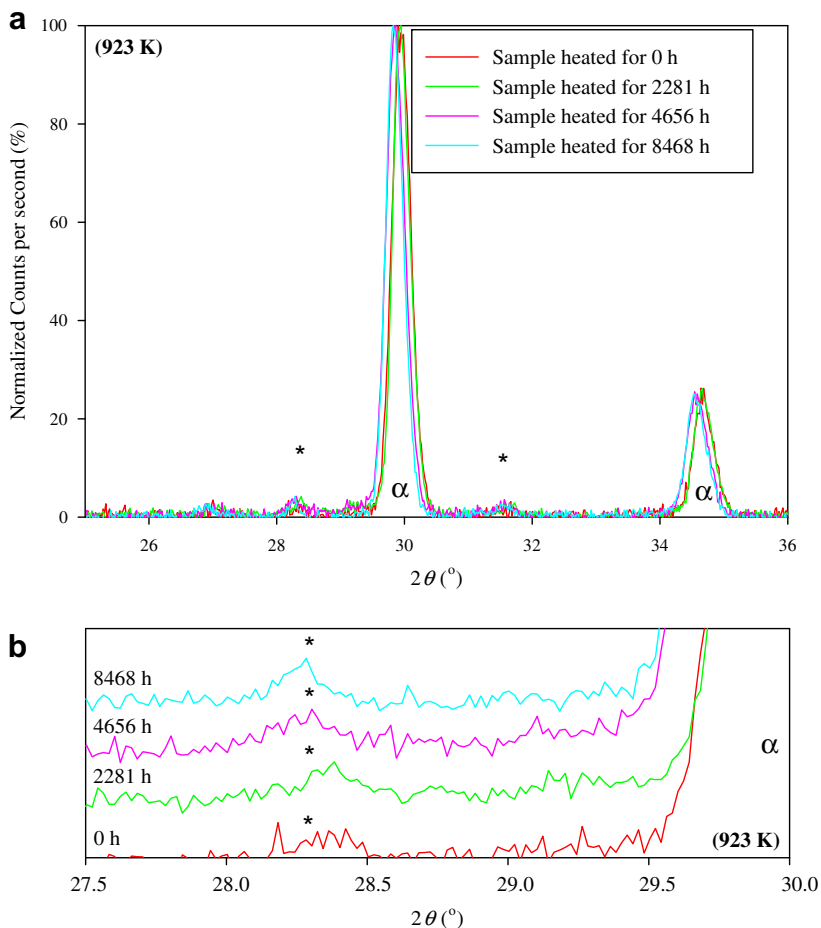 a
(923 K)
Sample heated for 0 h
Sample heated for 2281 h
Sample heated for 4656 h
Sample heated for 8468 h
Normalized Counts per second (%)
100
80
60
40
20
0
*
*
α
α
26 28 30 32 34 36
2θ (°)
b
8468 h
*
4656 h
*
2281 h
*
0 h
*
α
(923 K)
27.5 28.0 28.5 29.0 29.5 30.0
2θ (°)